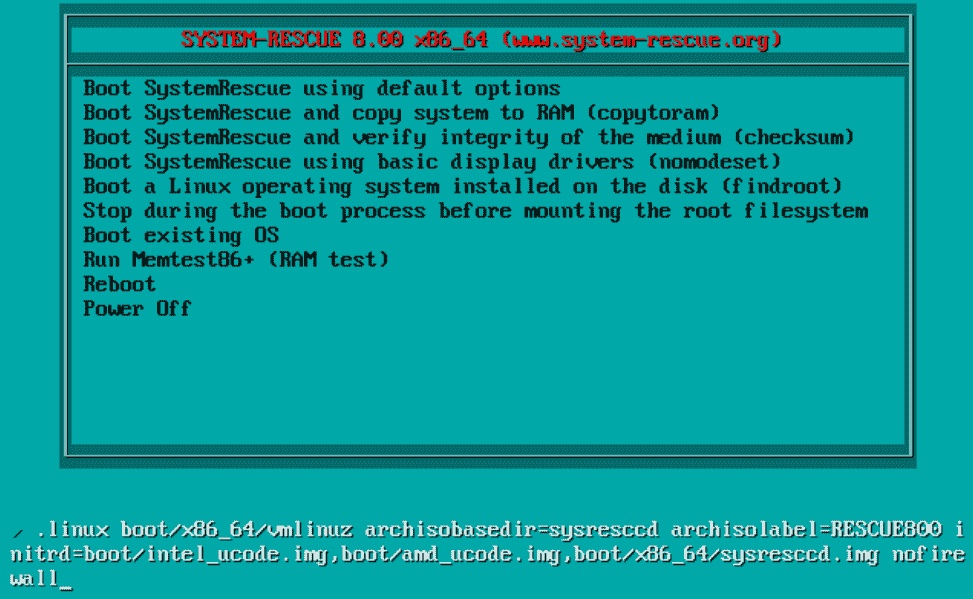 SYSTEM-RESCUE 8.00 x86_64 (www.system-rescue.org)
Boot SystemRescue using default options
Boot SystemRescue and copy system to RAM (copytoram)
Boot SystemRescue and verify integrity of the medium (checksum)
Boot SystemRescue using basic display drivers (nomodeset)
Boot a Linux operating system installed on the disk (findroot)
Stop during the boot process before mounting the root filesystem
Boot existing OS
Run Memtest86+ (RAM test)
Reboot
Power Off
.linux boot/x86_64/vmlinuz archisobasedir=sysresccd archisolabel=RESCUE800 i
nitrd=boot/intel_ucode.img,boot/amd_ucode.img,boot/x86_64/sysresccd.img nofire
wall_